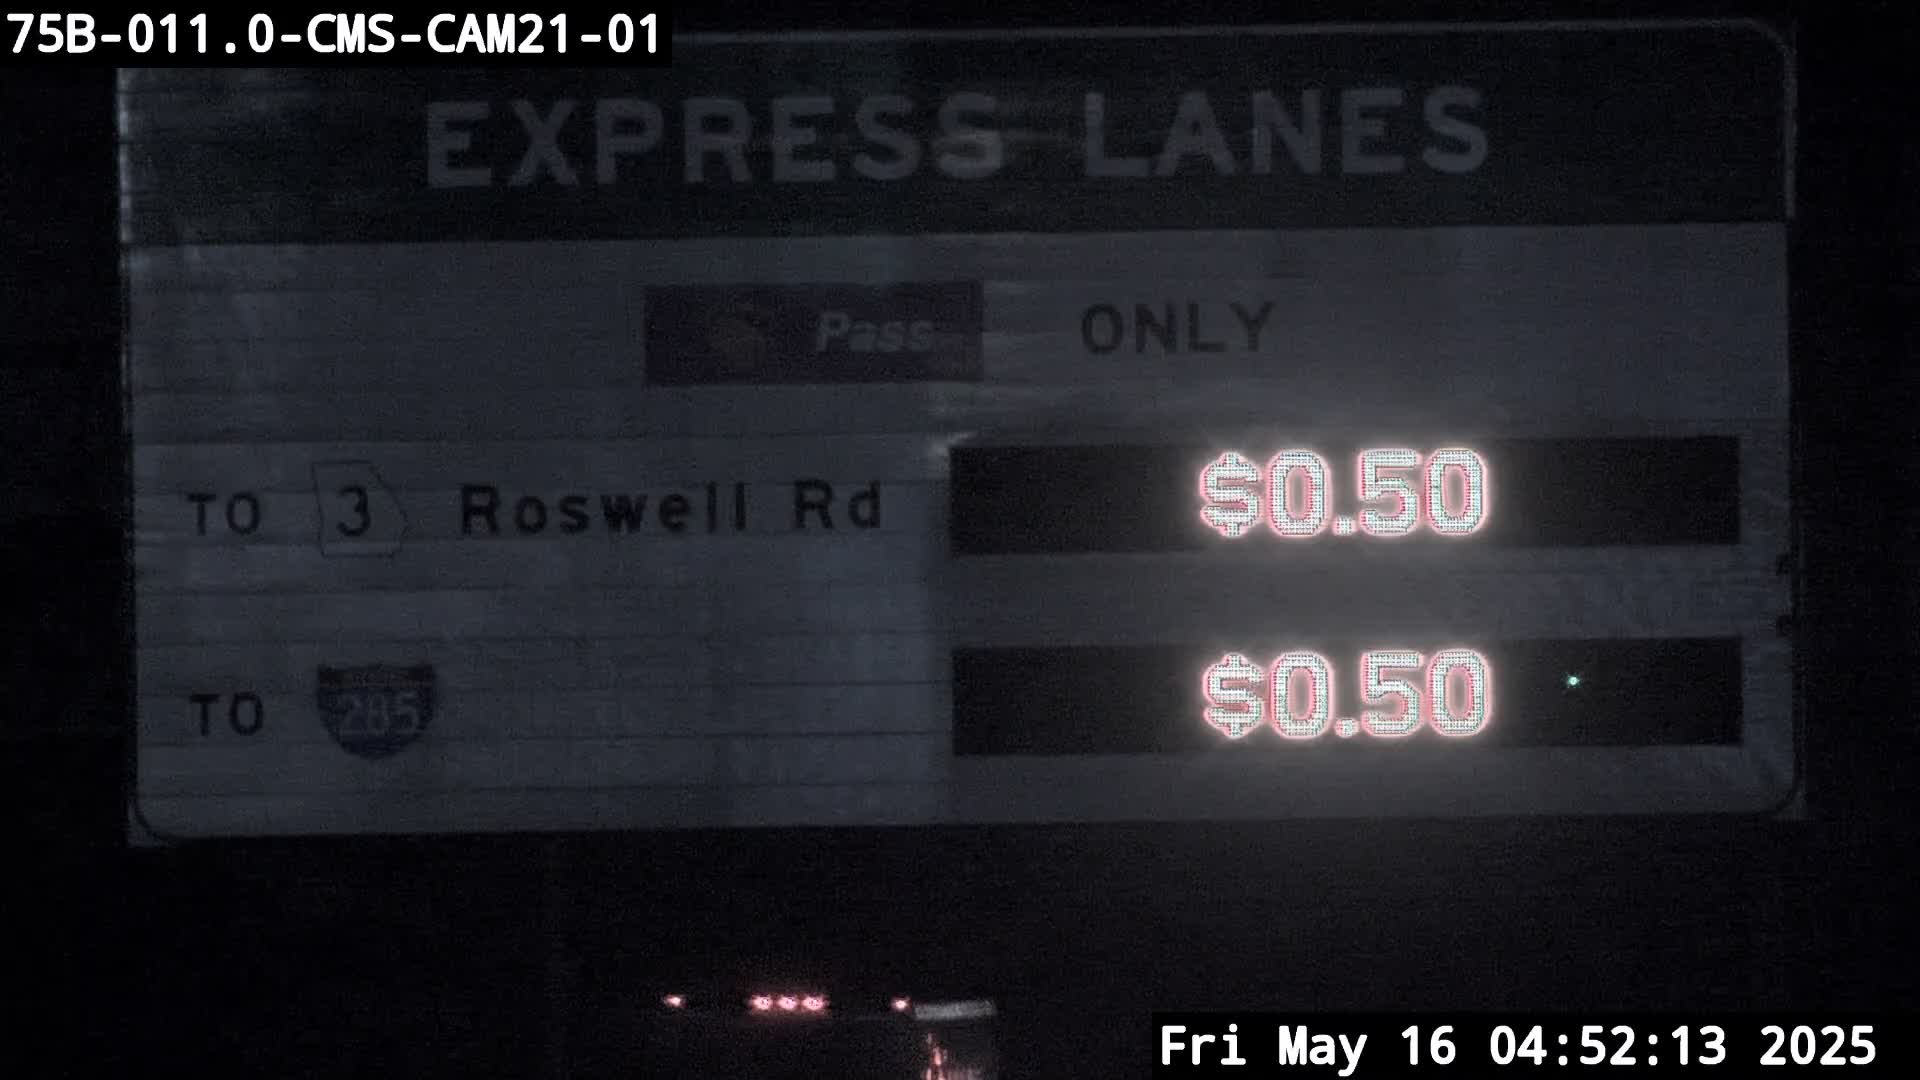 75B-011.0-CMS-CAM21-01
EXPRESS LANES
Pass ONLY
TO 3 Roswell Rd $0.50
TO 285 $0.50
Fri May 16 04:52:13 2025